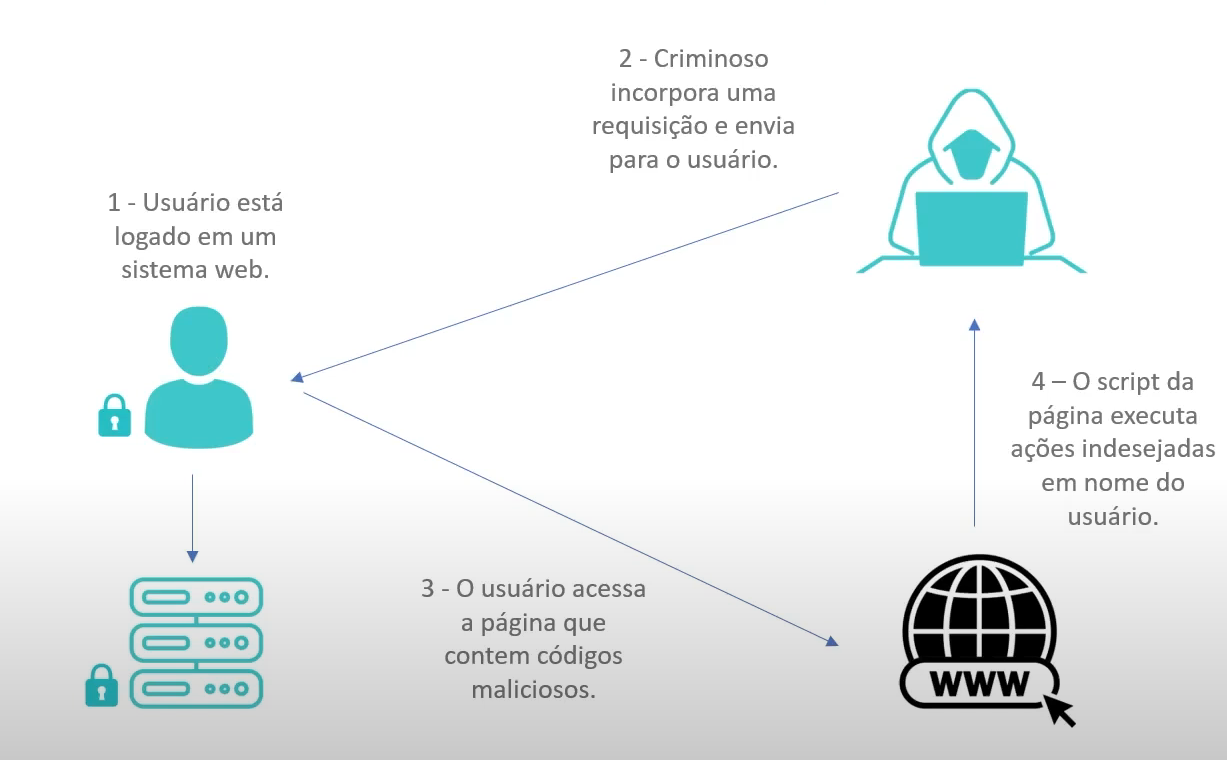 1 - Usuário está
logado em um
sistema web.
2 - Criminoso
incorpora uma
requisição e envia
para o usuário.
3 - O usuário acessa
a página que
contem códigos
maliciosos.
4 – O script da
página executa
ações indesejadas
em nome do
usuário.
WWW